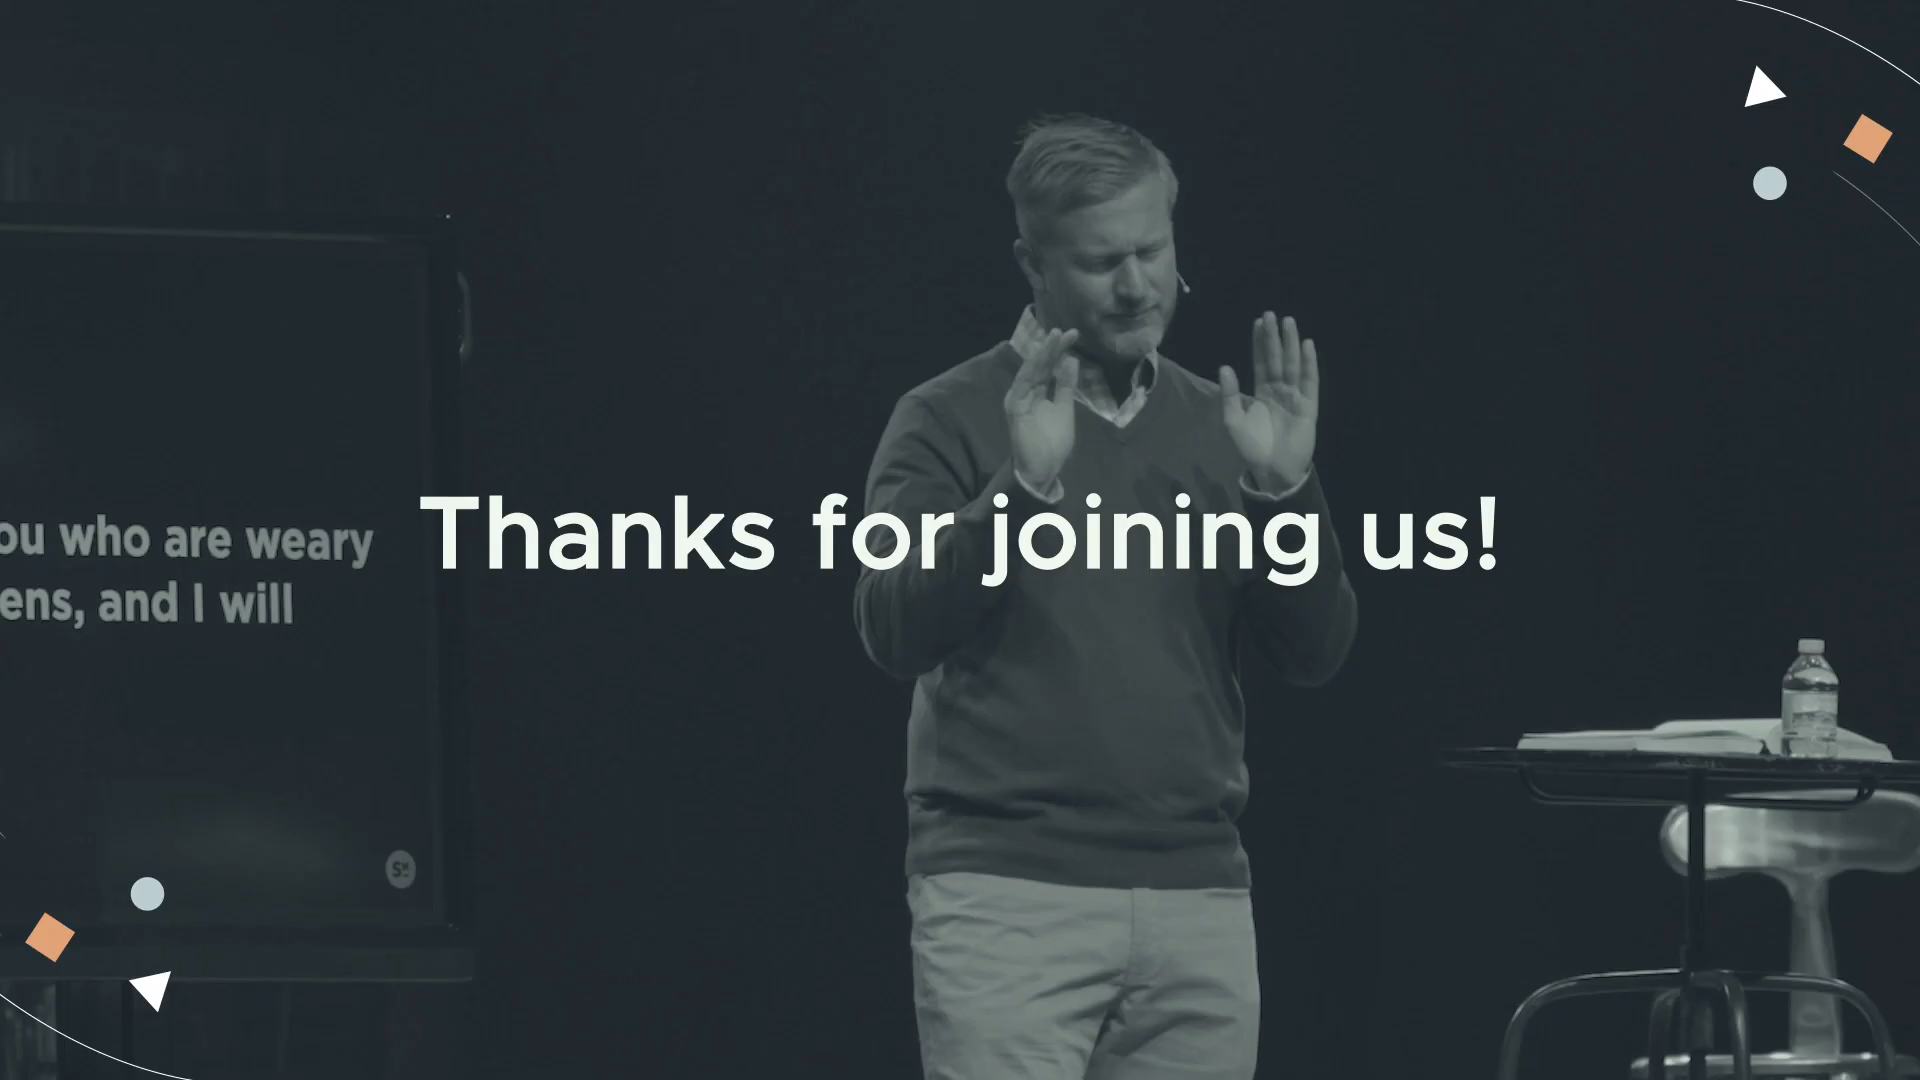 Thanks for joining us!
ou who are weary
ens, and I will